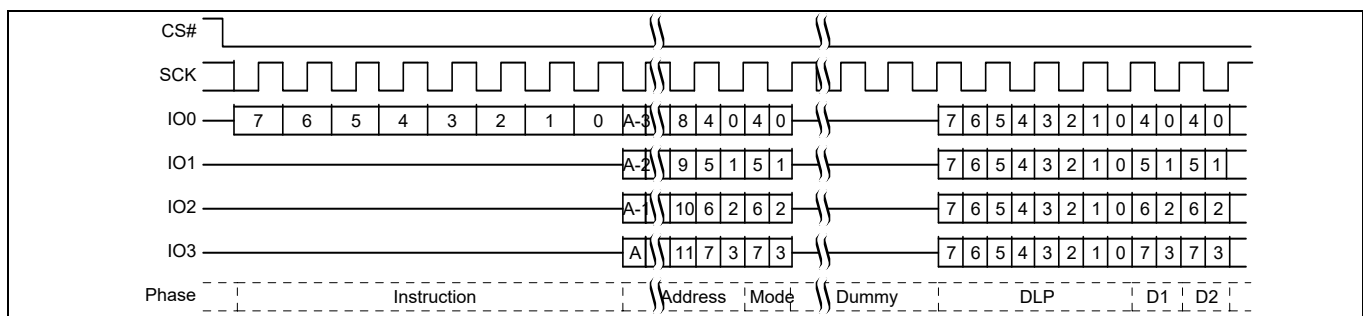 CS#
SCK
IO0 7 6 5 4 3 2 1 0 A-3 8 4 0 4 0 7 6 5 4 3 2 1 0 4 0 4 0
IO1 A-2 9 5 1 5 1 7 6 5 4 3 2 1 0 5 1 5 1
IO2 A-1 10 6 2 6 2 7 6 5 4 3 2 1 0 6 2 6 2
IO3 A 11 7 3 7 3 7 6 5 4 3 2 1 0 7 3 7 3
Phase Instruction Address Mode Dummy DLP D1 D2